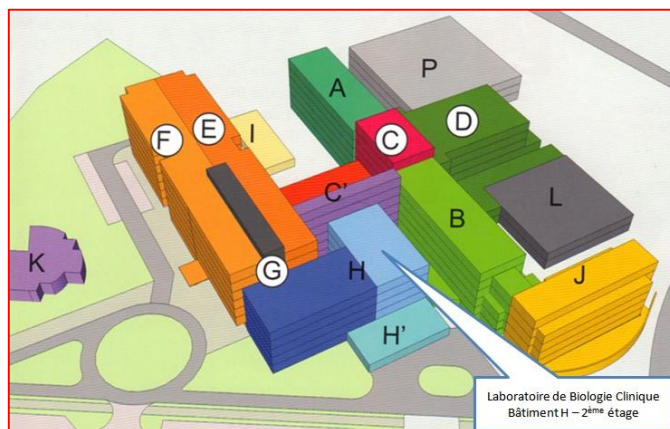 P
A
D
C
E
I
F
L
C'
B
K
J
G
H
H'
Laboratoire de Biologie Clinique
Bâtiment H – 2ème étage